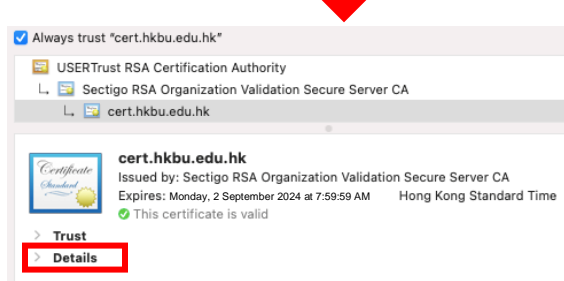 Always trust "cert.hkbu.edu.hk"
USERTrust RSA Certification Authority
Sectigo RSA Organization Validation Secure Server CA
cert.hkbu.edu.hk
Certificate
Standard
cert.hkbu.edu.hk
Issued by: Sectigo RSA Organization Validation Secure Server CA
Expires: Monday, 2 September 2024 at 7:59:59 AM Hong Kong Standard Time
This certificate is valid
Trust
Details